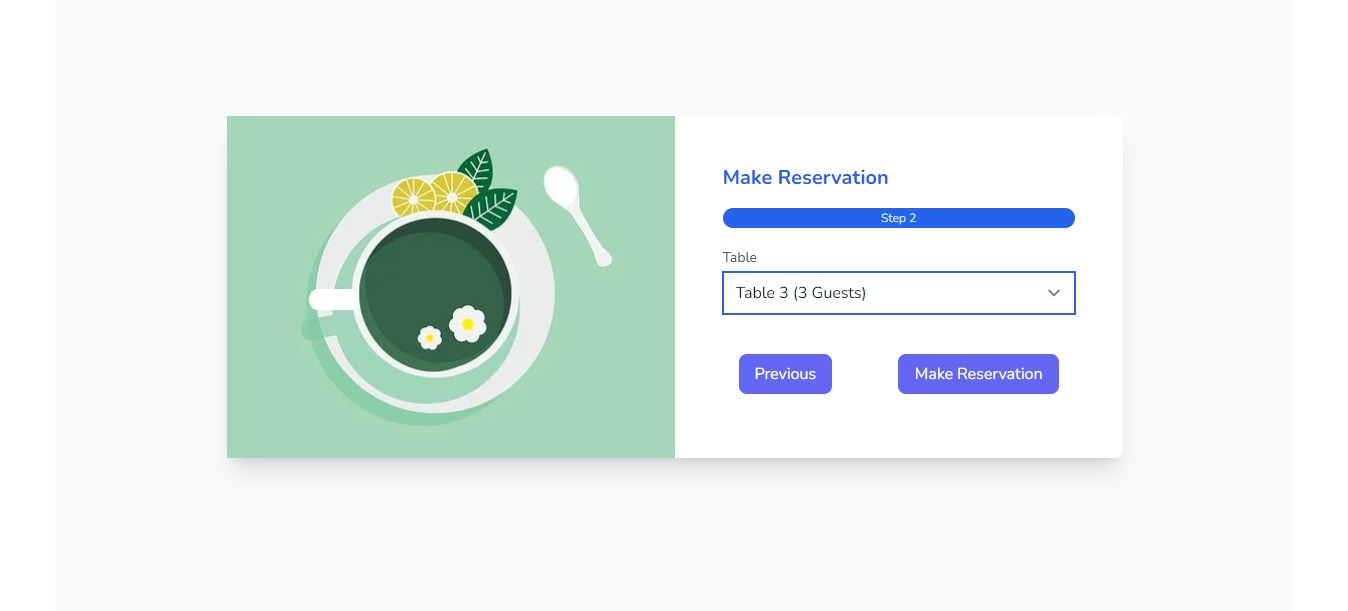 Make Reservation
Step 2
Table
Table 3 (3 Guests)
Previous
Make Reservation